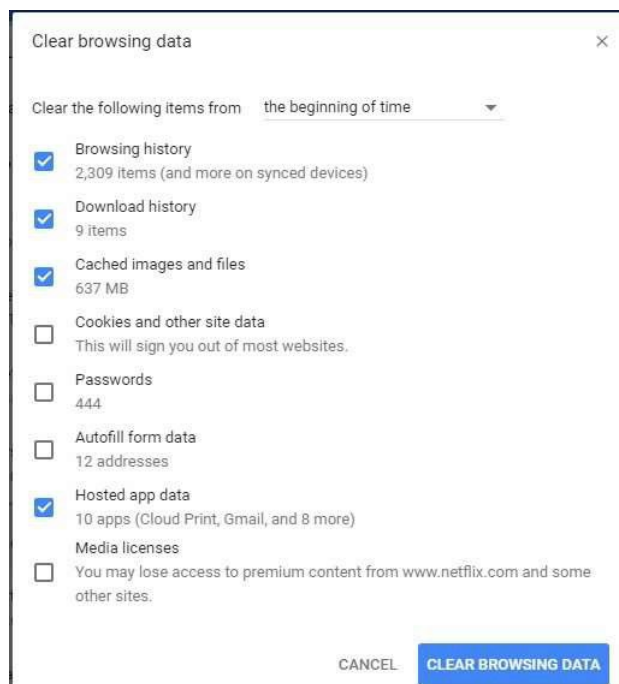 Clear browsing data
Clear the following items from the beginning of time
Browsing history
2,309 items (and more on synced devices)
Download history
9 items
Cached images and files
637 MB
Cookies and other site data
This will sign you out of most websites.
Passwords
444
Autofill form data
12 addresses
Hosted app data
10 apps (Cloud Print, Gmail, and 8 more)
Media licenses
You may lose access to premium content from www.netflix.com and some
other sites.
CANCEL CLEAR BROWSING DATA